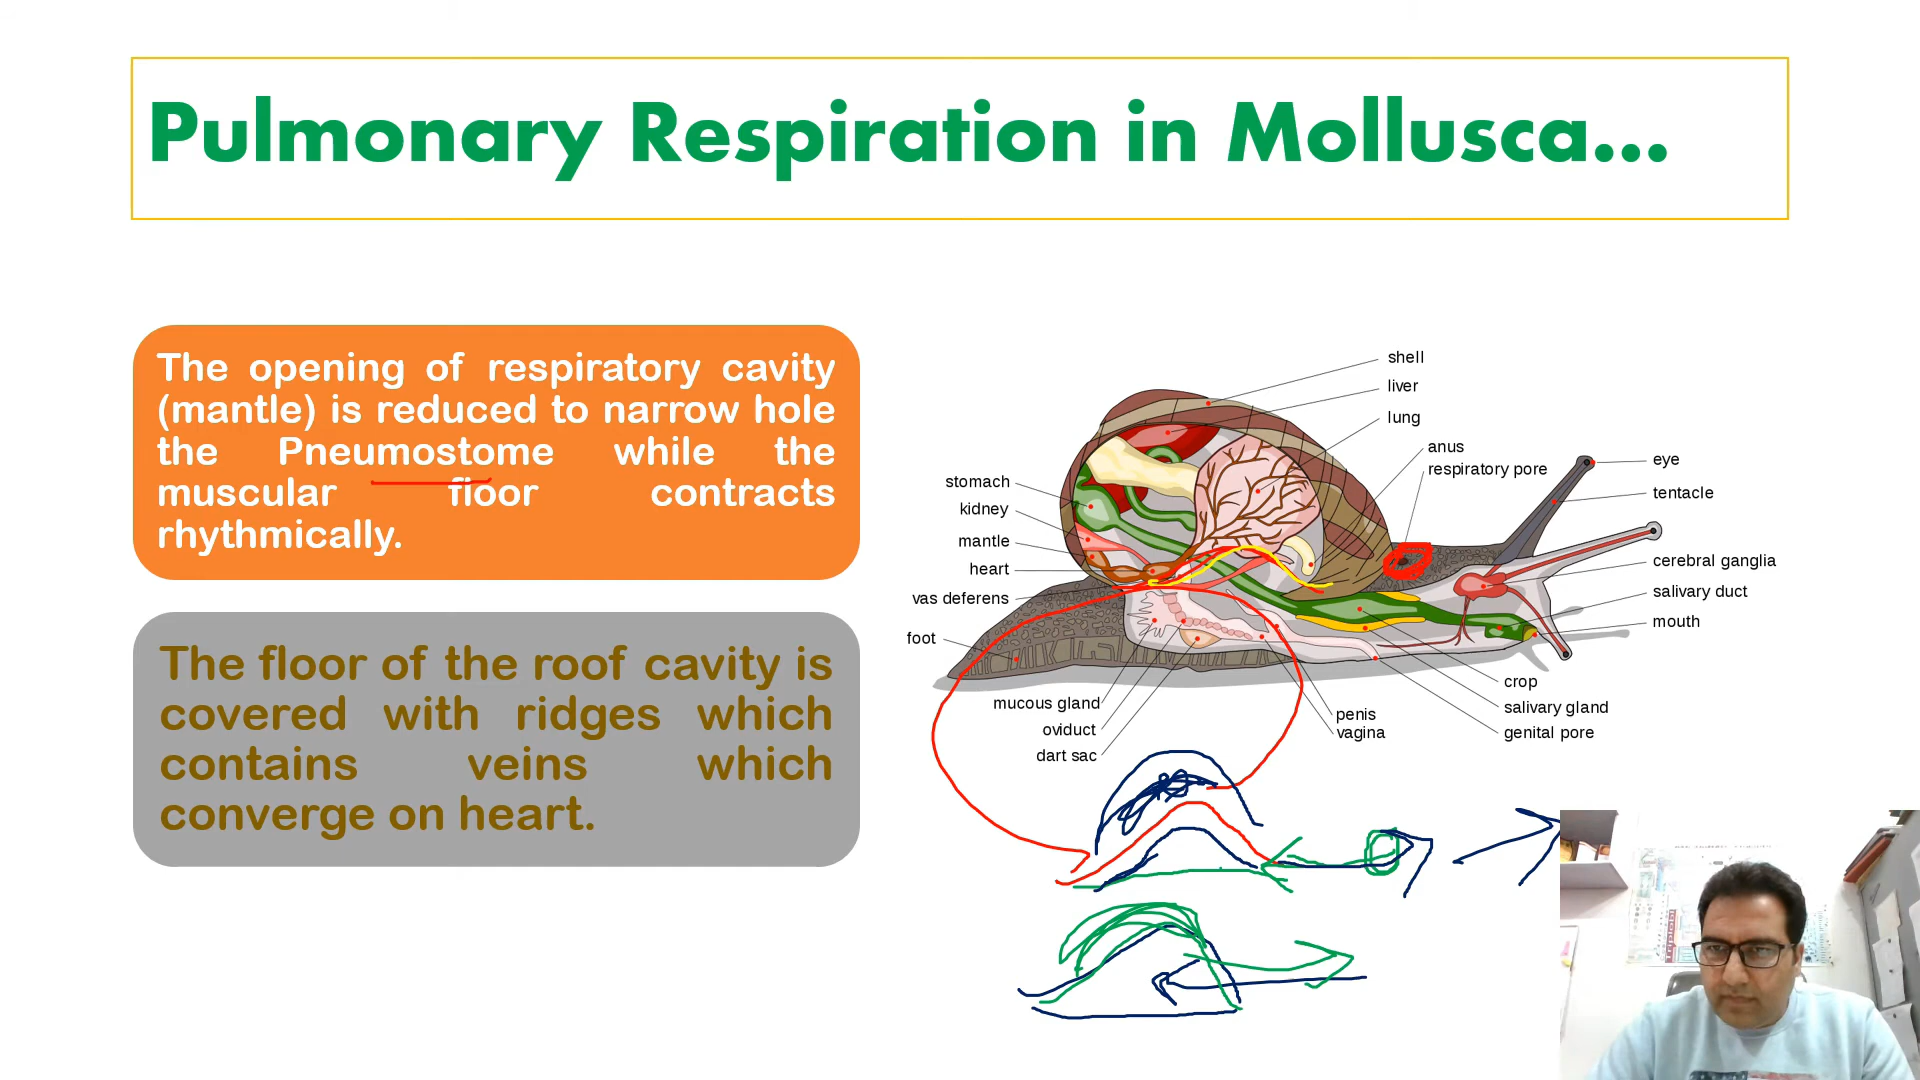 Pulmonary Respiration in Mollusca...
The opening of respiratory cavity
(mantle) is reduced to narrow hole
the Pneumostome while the
muscular floor contracts
rhythmically.
The floor of the roof cavity is
covered with ridges which
contains veins which
converge on heart.
shell
liver
lung
anus
respiratory pore
eye
tentacle
stomach
kidney
mantle
heart
vas deferens
foot
cerebral ganglia
salivary duct
mouth
mucous gland
oviduct
dart sac
penis
vagina
crop
salivary gland
genital pore